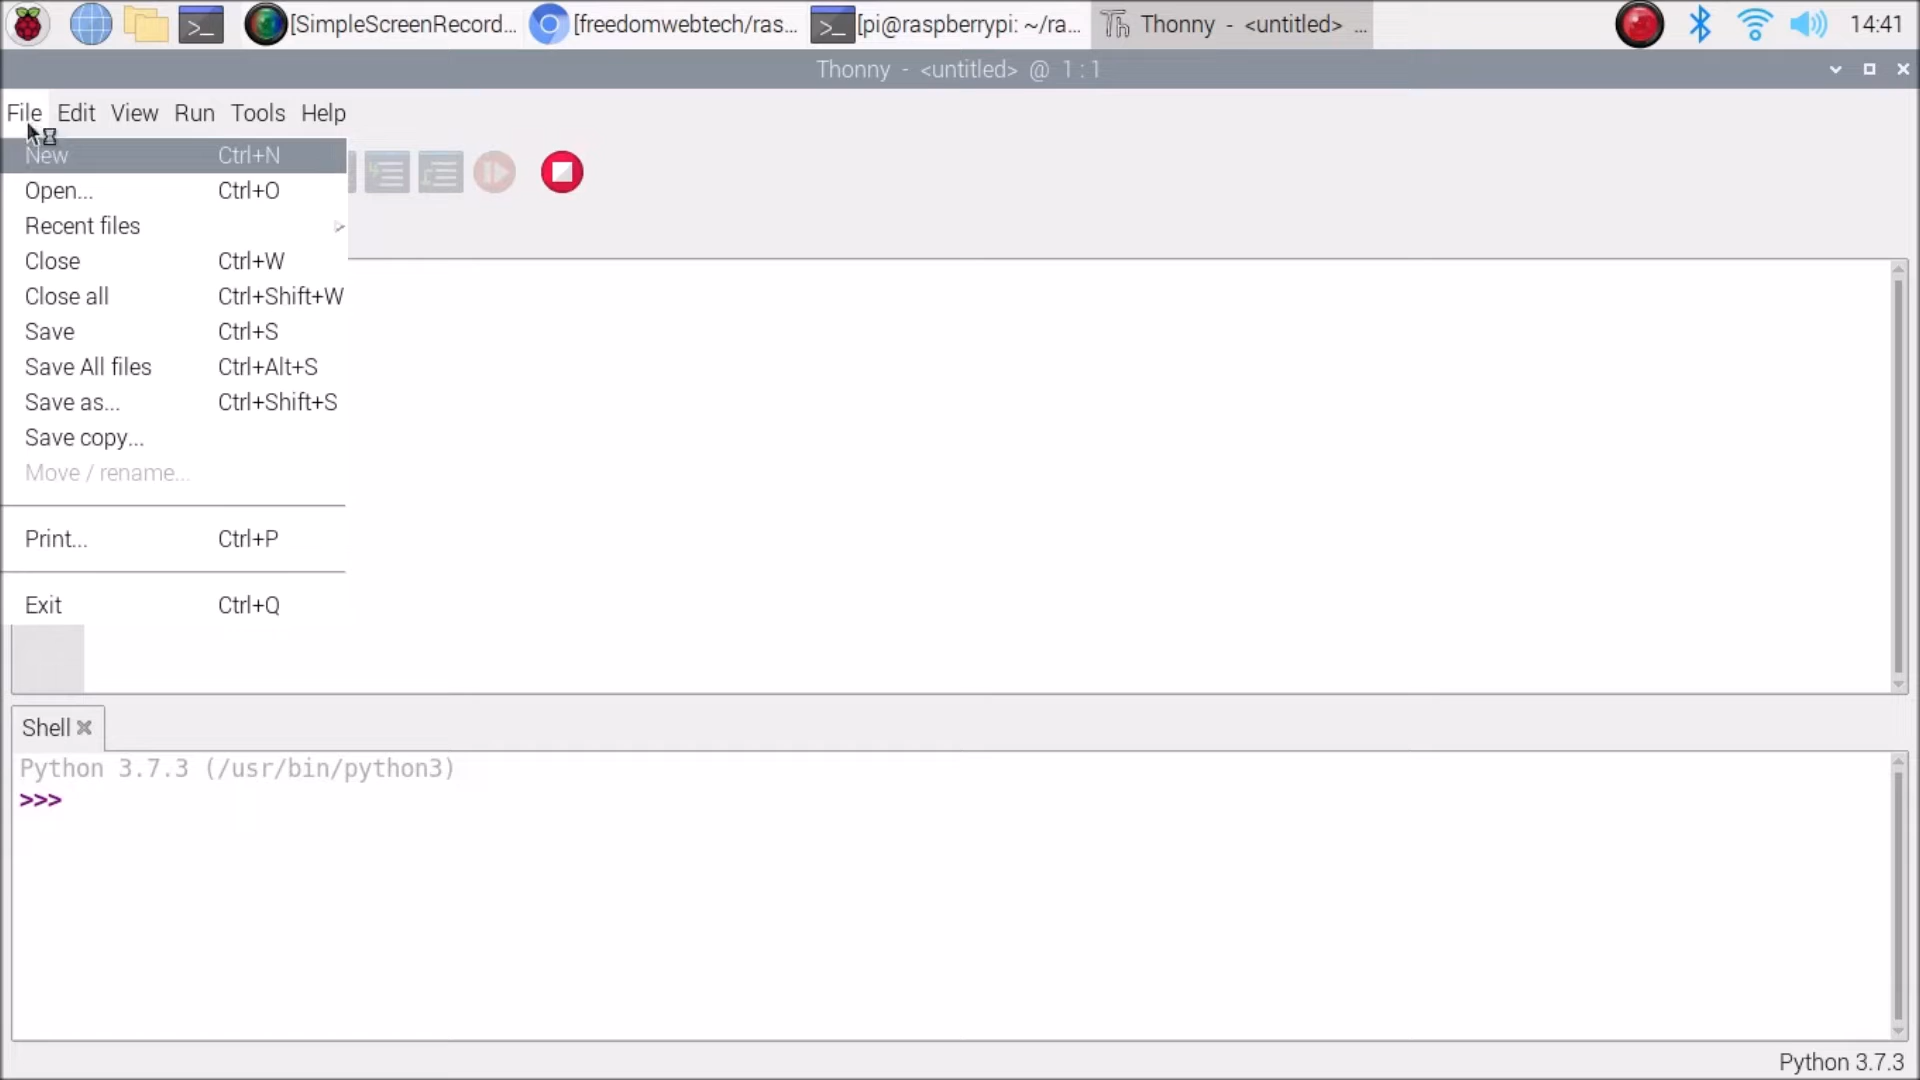 [SimpleScreenRecord... [freedomwebtech/ras... [pi@raspberrypi: ~/ra... Thonny - <untitled> ... 14:41
Thonny - <untitled> @ 1 : 1
File Edit View Run Tools Help
New Ctrl+N
Open... Ctrl+O
Recent files
Close Ctrl+W
Close all Ctrl+Shift+W
Save Ctrl+S
Save All files Ctrl+Alt+S
Save as... Ctrl+Shift+S
Save copy...
Move / rename...
Print... Ctrl+P
Exit Ctrl+Q
Shell
Python 3.7.3 (/usr/bin/python3)
>>>
Python 3.7.3